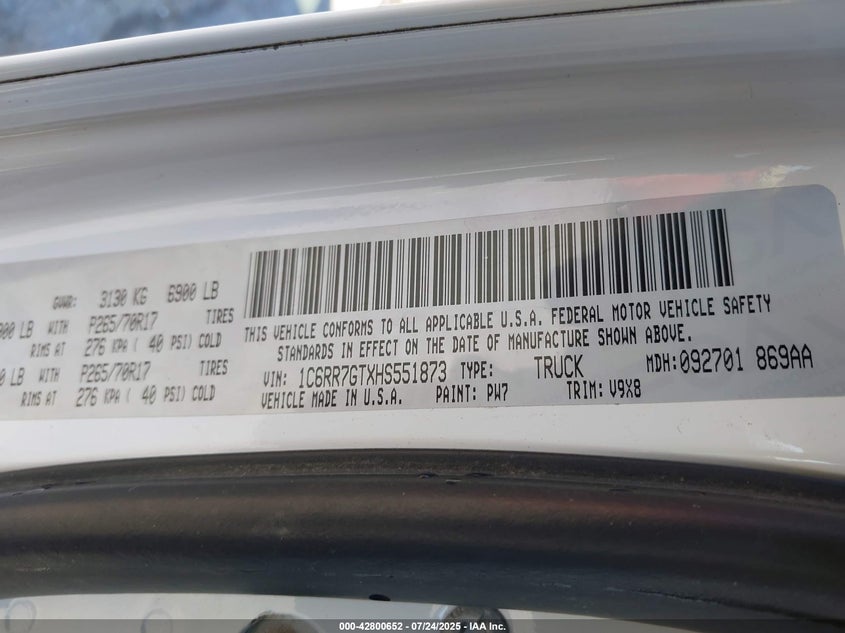 GVWR: 3130 KG 6900 LB
00 LB WITH P265/70R17 TIRES
RIMS AT 276 KPA ( 40 PSI) COLD
0 LB WITH P265/70R17 TIRES
RIMS AT 276 KPA ( 40 PSI) COLD
THIS VEHICLE CONFORMS TO ALL APPLICABLE U.S.A. FEDERAL MOTOR VEHICLE SAFETY
STANDARDS IN EFFECT ON THE DATE OF MANUFACTURE SHOWN ABOVE.
VIN: 1C6RR7GTXHS551873 TYPE: TRUCK MDH:092701 869AA
VEHICLE MADE IN U.S.A. PAINT: PW7 TRIM: V9X8
000-42800652 - 07/24/2025 - IAA Inc.